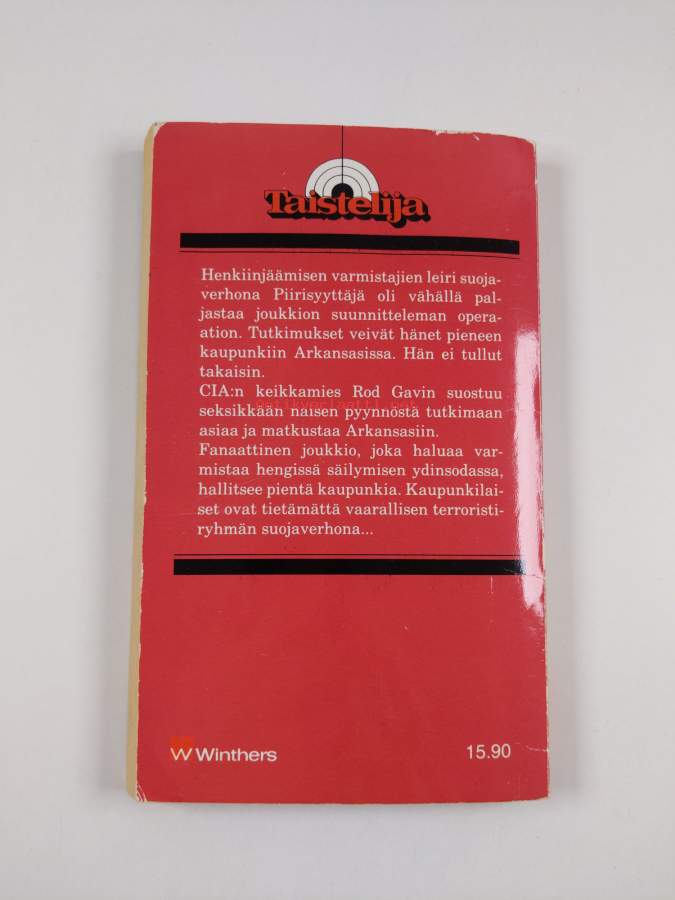 Taistelija
Henkiinjäämisen varmistajien leiri suoja-
verhona Piirisyyttäjä oli vähällä pal-
jastaa joukkion suunnitteleman opera-
ation. Tutkimukset veivät hänet pieneen
kaupunkiin Arkansasissa. Hän ei tullut
takaisin.
CIA:n keikkamies Rod Gavin suostuu
seksikkään naisen pyynnöstä tutkimaan
asiaa ja matkustaa Arkansasiin.
Fanaattinen joukkio, joka haluaa var-
mistaa hengissä säilymisen ydinsodassa,
hallitsee pientä kaupunkia. Kaupunkilai-
set ovat tietämättä vaarallisen terroristi-
ryhmän suojaverhona...
W Winthers
15.90